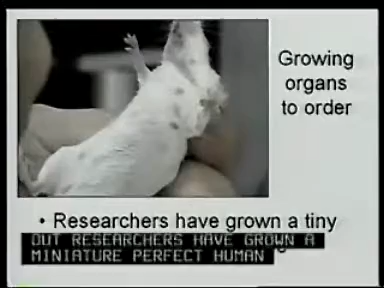 Growing
organs
to order
• Researchers have grown a tiny
OUT RESEARCHERS HAVE GROWN A
MINIATURE PERFECT HUMAN